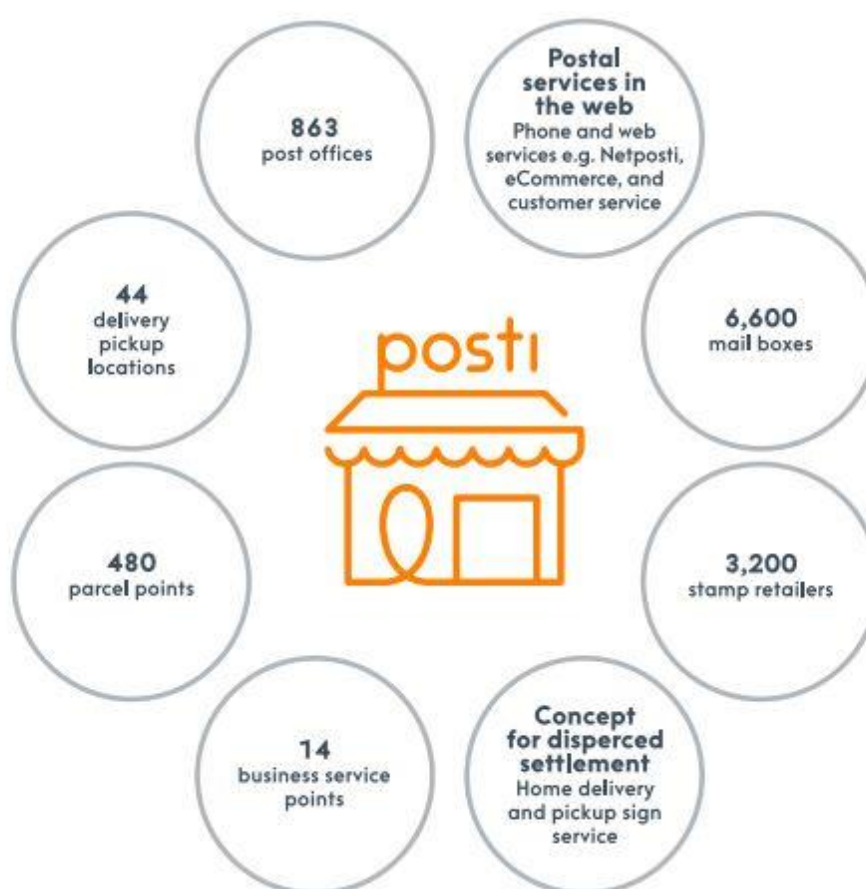 863
post offices
Postal
services in
the web
Phone and web
services e.g. Netposti,
eCommerce, and
customer service
44
delivery
pickup
locations
posti
6,600
mail boxes
480
parcel points
3,200
stamp retailers
14
business service
points
Concept
for disperced
settlement
Home delivery
and pickup sign
service